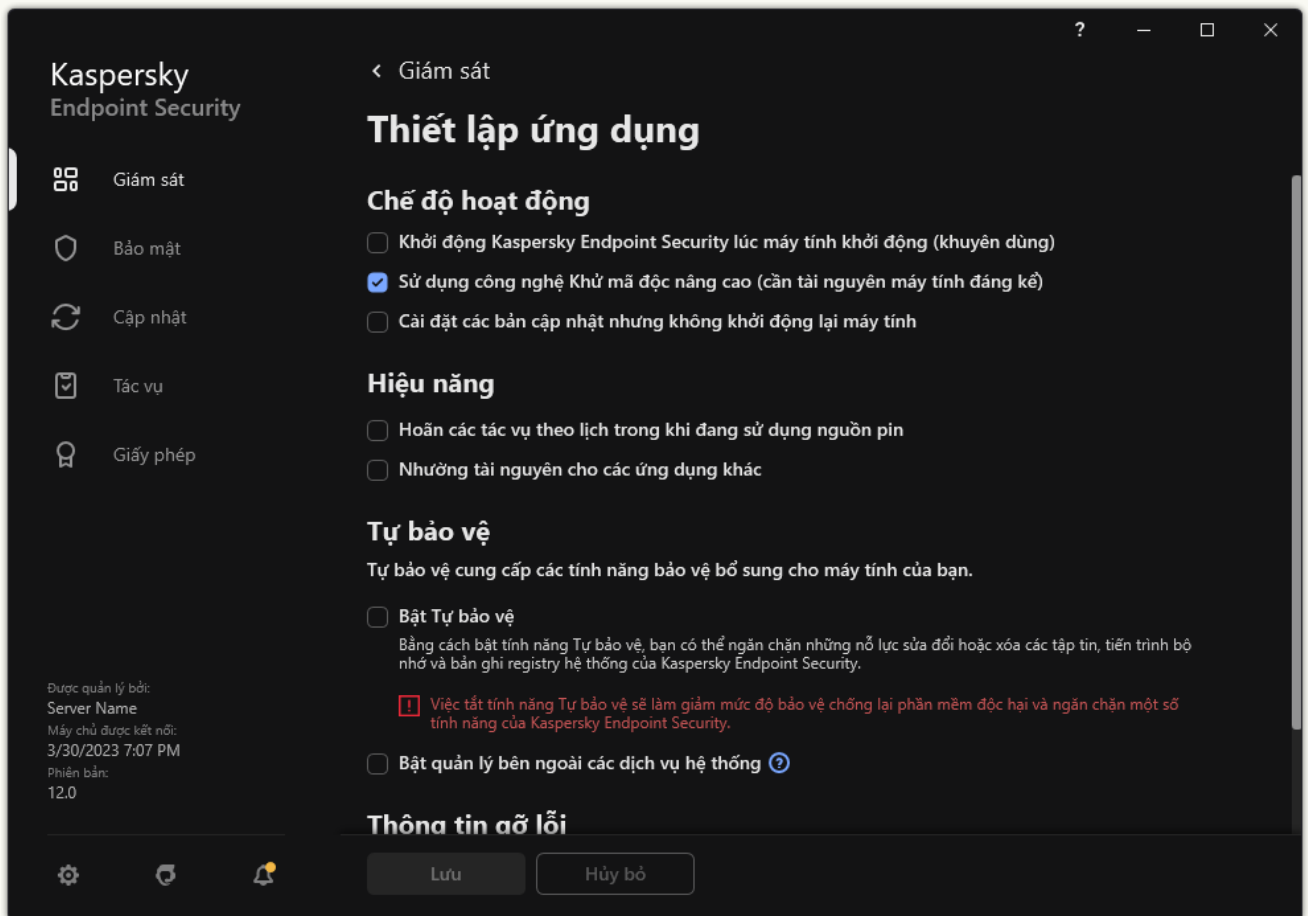 Kaspersky
Endpoint Security
Giám sát
Bảo mật
Cập nhật
Tác vụ
Giấy phép
Được quản lý bởi:
Server Name
Máy chủ được kết nối:
3/30/2023 7:07 PM
Phiên bản:
12.0
?
Giám sát
Thiết lập ứng dụng
Chế độ hoạt động
Khởi động Kaspersky Endpoint Security lúc máy tính khởi động (khuyên dùng)
Sử dụng công nghệ Khử mã độc nâng cao (cần tài nguyên máy tính đáng kể)
Cài đặt các bản cập nhật nhưng không khởi động lại máy tính
Hiệu năng
Hoãn các tác vụ theo lịch trong khi đang sử dụng nguồn pin
Nhường tài nguyên cho các ứng dụng khác
Tự bảo vệ
Tự bảo vệ cung cấp các tính năng bảo vệ bổ sung cho máy tính của bạn.
Bật Tự bảo vệ
Bằng cách bật tính năng Tự bảo vệ, bạn có thể ngăn chặn những nỗ lực sửa đổi hoặc xóa các tập tin, tiến trình bộ
nhớ và bản ghi registry hệ thống của Kaspersky Endpoint Security.
Việc tắt tính năng Tự bảo vệ sẽ làm giảm mức độ bảo vệ chống lại phần mềm độc hại và ngăn chặn một số
tính năng của Kaspersky Endpoint Security.
Bật quản lý bên ngoài các dịch vụ hệ thống ?
Thông tin gỡ lỗi
Lưu
Hủy bỏ